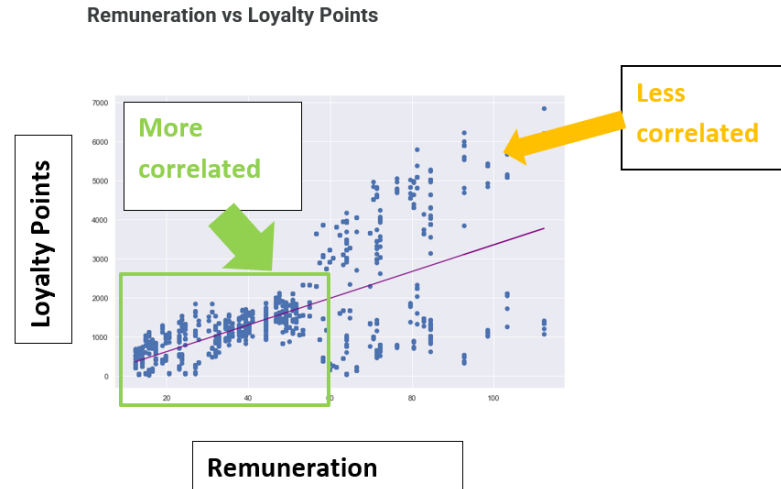 Remuneration vs Loyalty Points
Less
correlated
More
correlated
Loyalty Points
7000
6000
5000
4000
3000
2000
1000
0
20
40
60
80
100
Remuneration